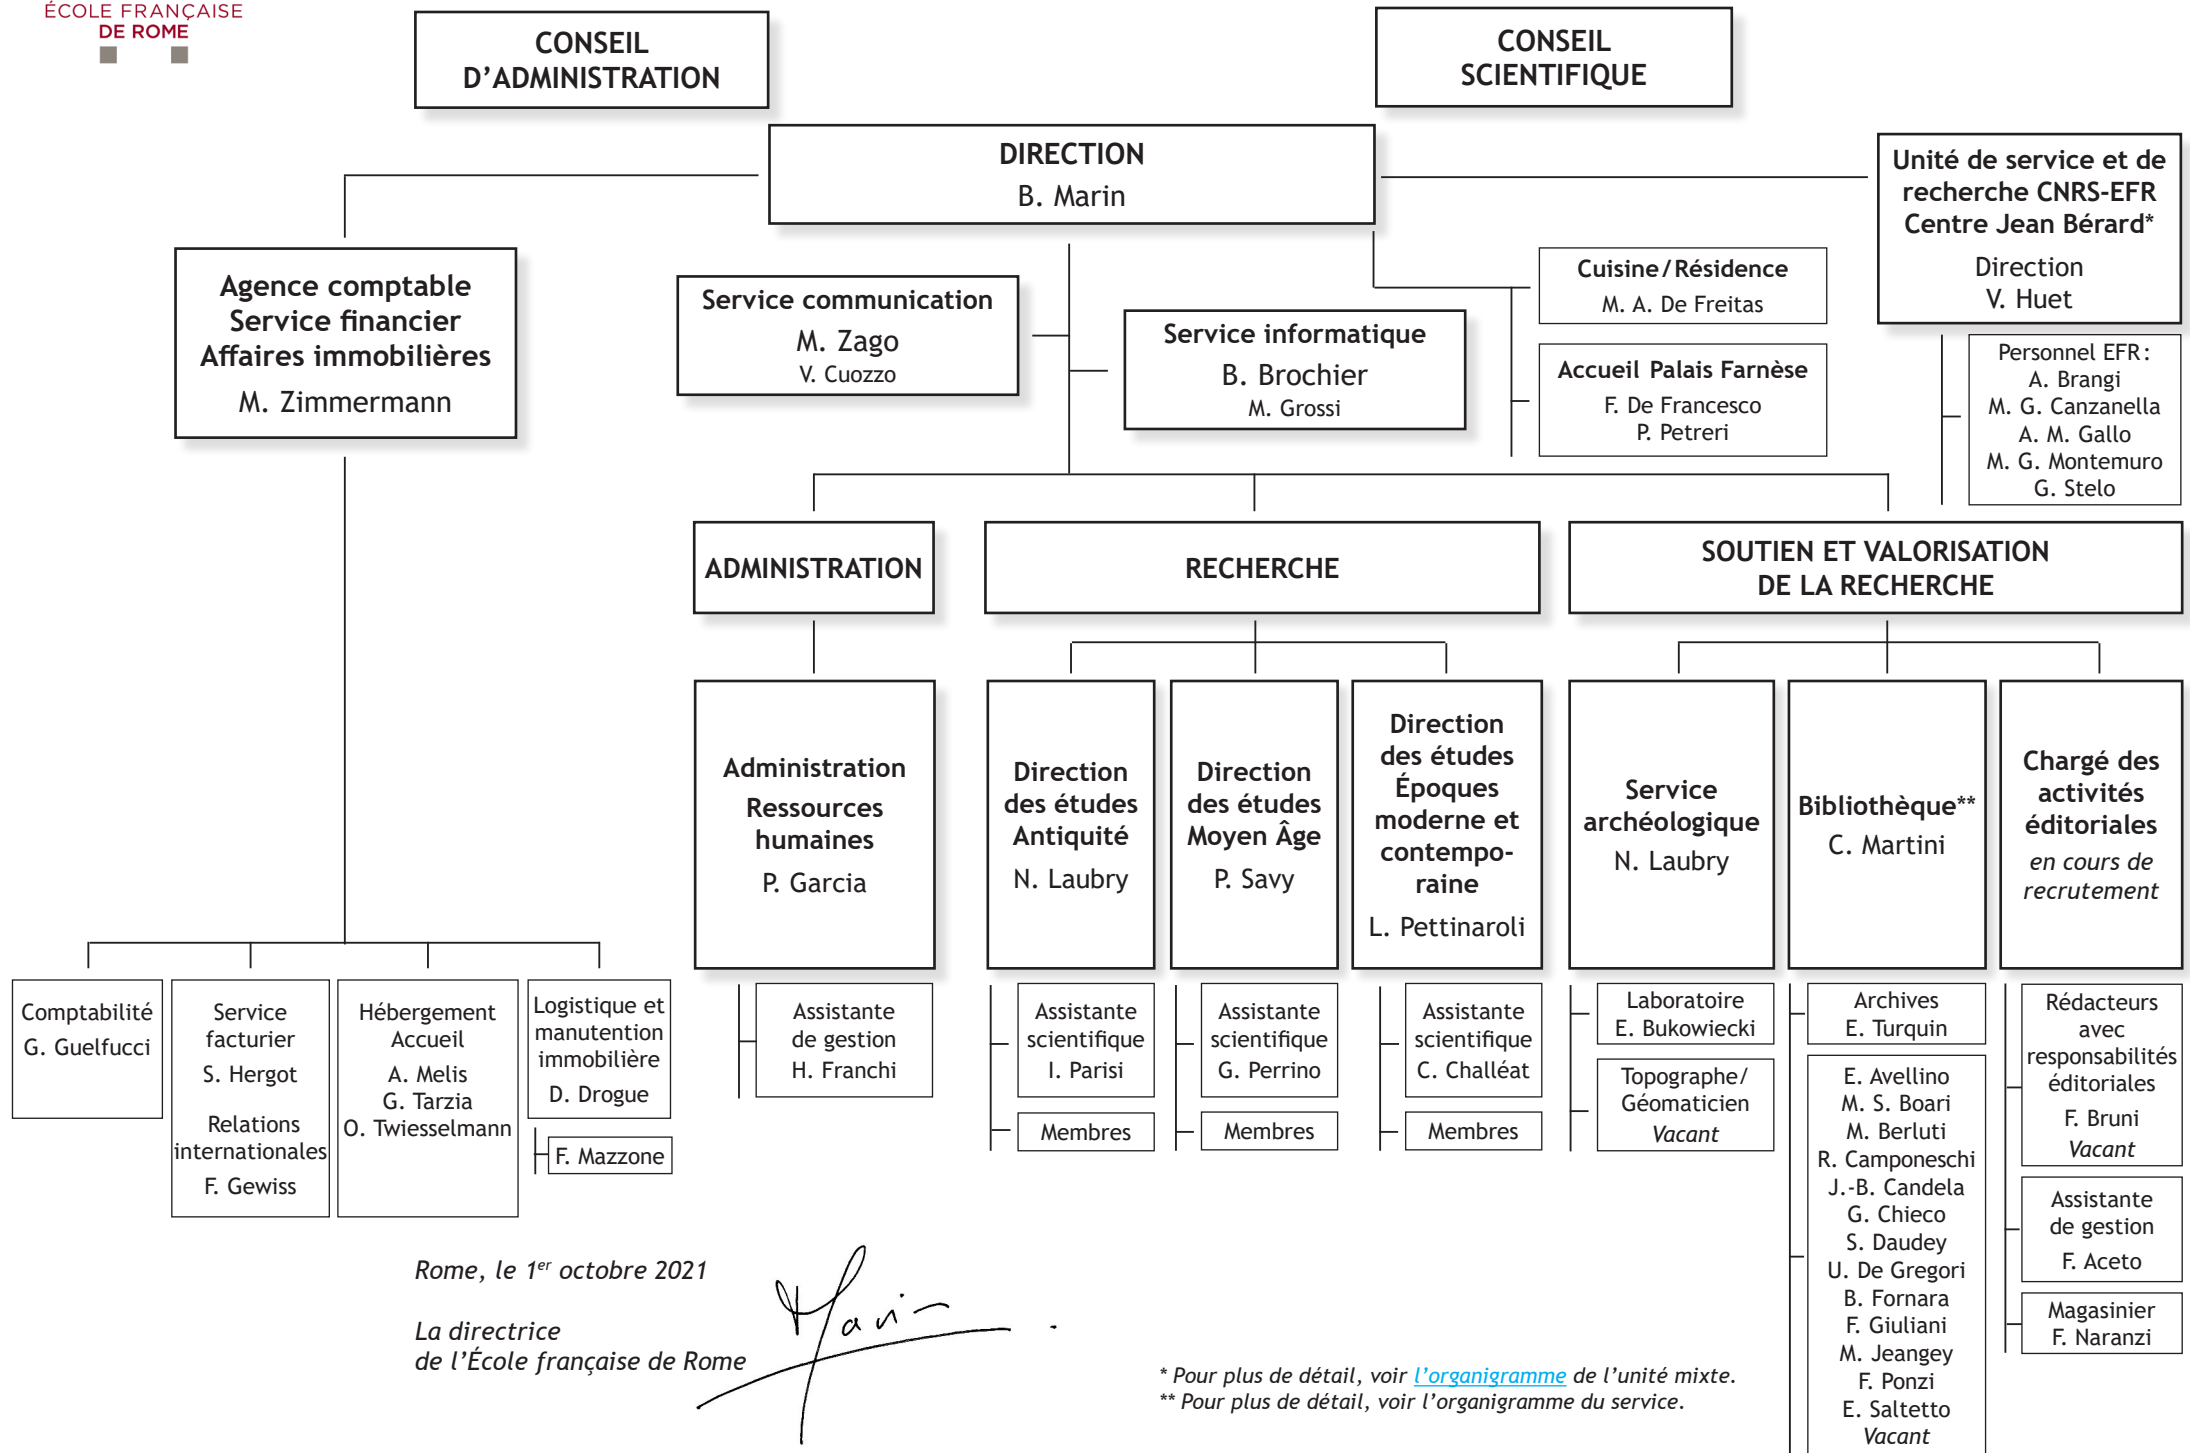 ÉCOLE FRANÇAISE
DE ROME
CONSEIL
D’ADMINISTRATION
CONSEIL
SCIENTIFIQUE
DIRECTION
B. Marin
Unité de service et de
recherche CNRS-EFR
Centre Jean Bérard*
Direction
V. Huet
Personnel EFR:
A. Brangi
M. G. Canzanella
A. M. Gallo
M. G. Montemuro
G. Stelo
Agence comptable
Service financier
Affaires immobilières
M. Zimmermann
Service communication
M. Zago
V. Cuozzo
Service informatique
B. Brochier
M. Grossi
Cuisine/Résidence
M. A. De Freitas
Accueil Palais Farnèse
F. De Francesco
P. Petreri
ADMINISTRATION
RECHERCHE
SOUTIEN ET VALORISATION
DE LA RECHERCHE
Administration
Ressources
humaines
P. Garcia
Direction
des études
Antiquité
N. Laubry
Direction
des études
Moyen Âge
P. Savy
Direction
des études
Époques
moderne et
contempo-
raine
L. Pettinaroli
Service
archéologique
N. Laubry
Bibliothèque**
C. Martini
Chargé des
activités
éditoriales
en cours de
recrutement
Comptabilité
G. Guelfucci
Service
facturier
S. Hergot
Relations
internationales
F. Gewiss
Hébergement
Accueil
A. Melis
G. Tarzia
O. Twiesselmann
Logistique et
manutention
immobilière
D. Drogue
F. Mazzone
Assistante
de gestion
H. Franchi
Assistante
scientifique
I. Parisi
Membres
Assistante
scientifique
G. Perrino
Membres
Assistante
scientifique
C. Challéat
Membres
Laboratoire
E. Bukowiecki
Topographe/
Géomaticien
Vacant
Archives
E. Turquin
E. Avellino
M. S. Boari
M. Berluti
R. Camponeschi
J.-B. Candela
G. Chieco
S. Daudey
U. De Gregori
B. Fornara
F. Giuliani
M. Jeangey
F. Ponzi
E. Saltetto
Vacant
Rédacteurs
avec
responsabilités
éditoriales
F. Bruni
Vacant
Assistante
de gestion
F. Aceto
Magasinier
F. Naranzi
Rome, le 1er octobre 2021
La directrice
de l’École française de Rome
Marin
* Pour plus de détail, voir l’organigramme de l’unité mixte.
** Pour plus de détail, voir l’organigramme du service.